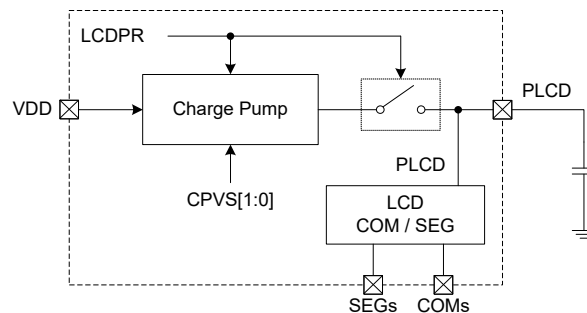 LCDPR
VDD
Charge Pump
PLCD
PLCD
CPVS[1:0]
LCD
COM / SEG
SEGs
COMs